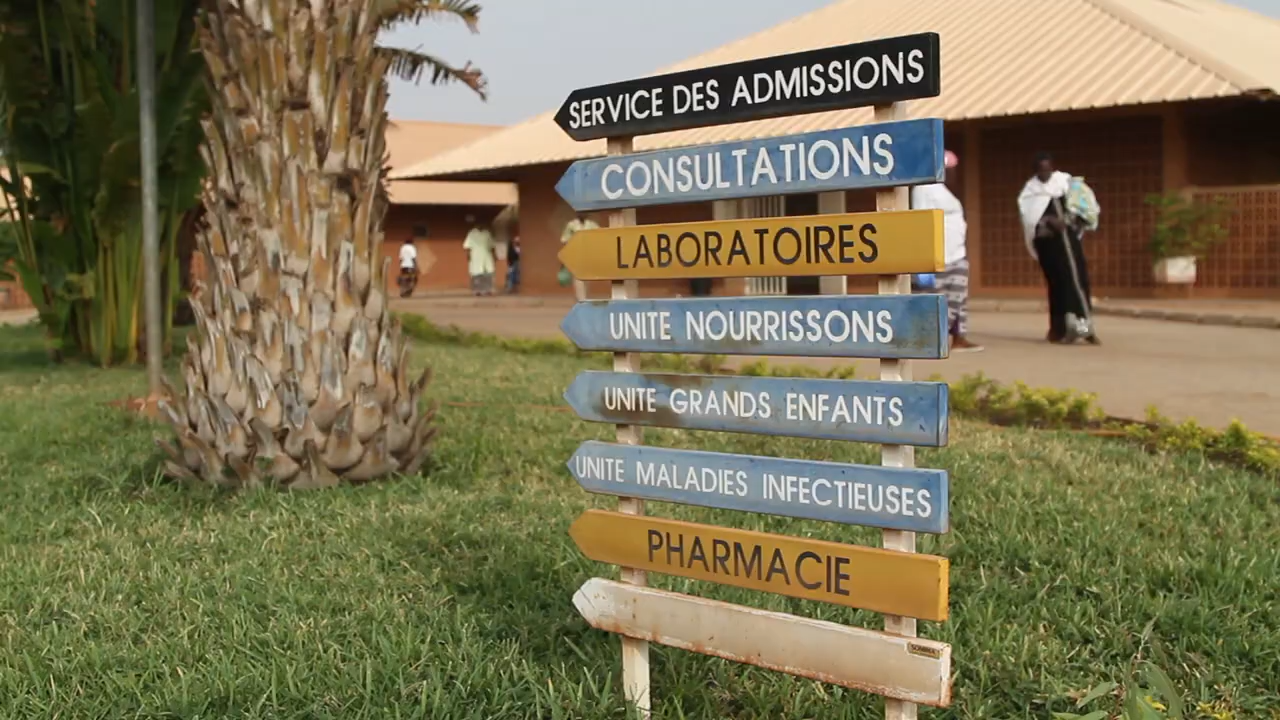 SERVICE DES ADMISSIONS
CONSULTATIONS
LABORATOIRES
UNITE NOURRISSONS
UNITE GRANDS ENFANTS
UNITE MALADIES INFECTIEUSES
PHARMACIE